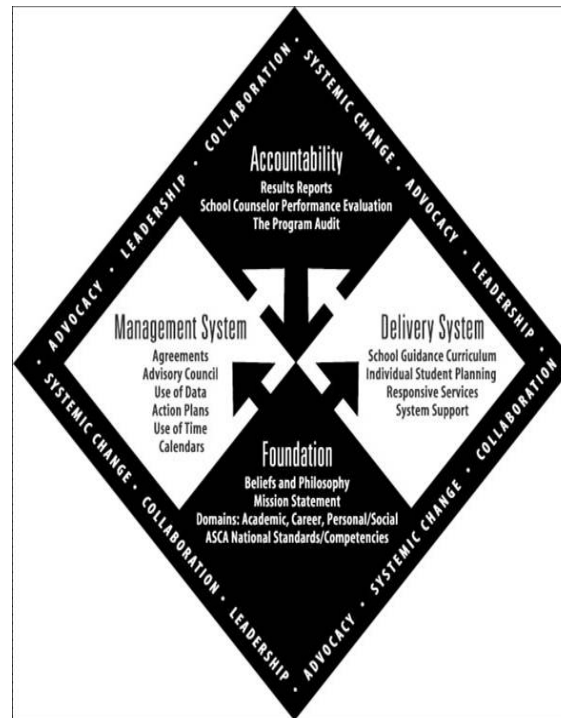 ADVOCACY • LEADERSHIP • COLLABORATION •
SYSTEMIC CHANGE • ADVOCACY • LEADERSHIP •
Accountability
Results Reports
School Counselor Performance Evaluation
The Program Audit
Management System
Agreements
Advisory Council
Use of Data
Action Plans
Use of Time
Calendars
Delivery System
School Guidance Curriculum
Individual Student Planning
Responsive Services
System Support
Foundation
Beliefs and Philosophy
Mission Statement
Domains: Academic, Career, Personal/Social
ASCA National Standards/Competencies
• SYSTEMIC CHANGE • COLLABORATION • LEADERSHIP •
ADVOCACY • SYSTEMIC CHANGE • COLLABORATION